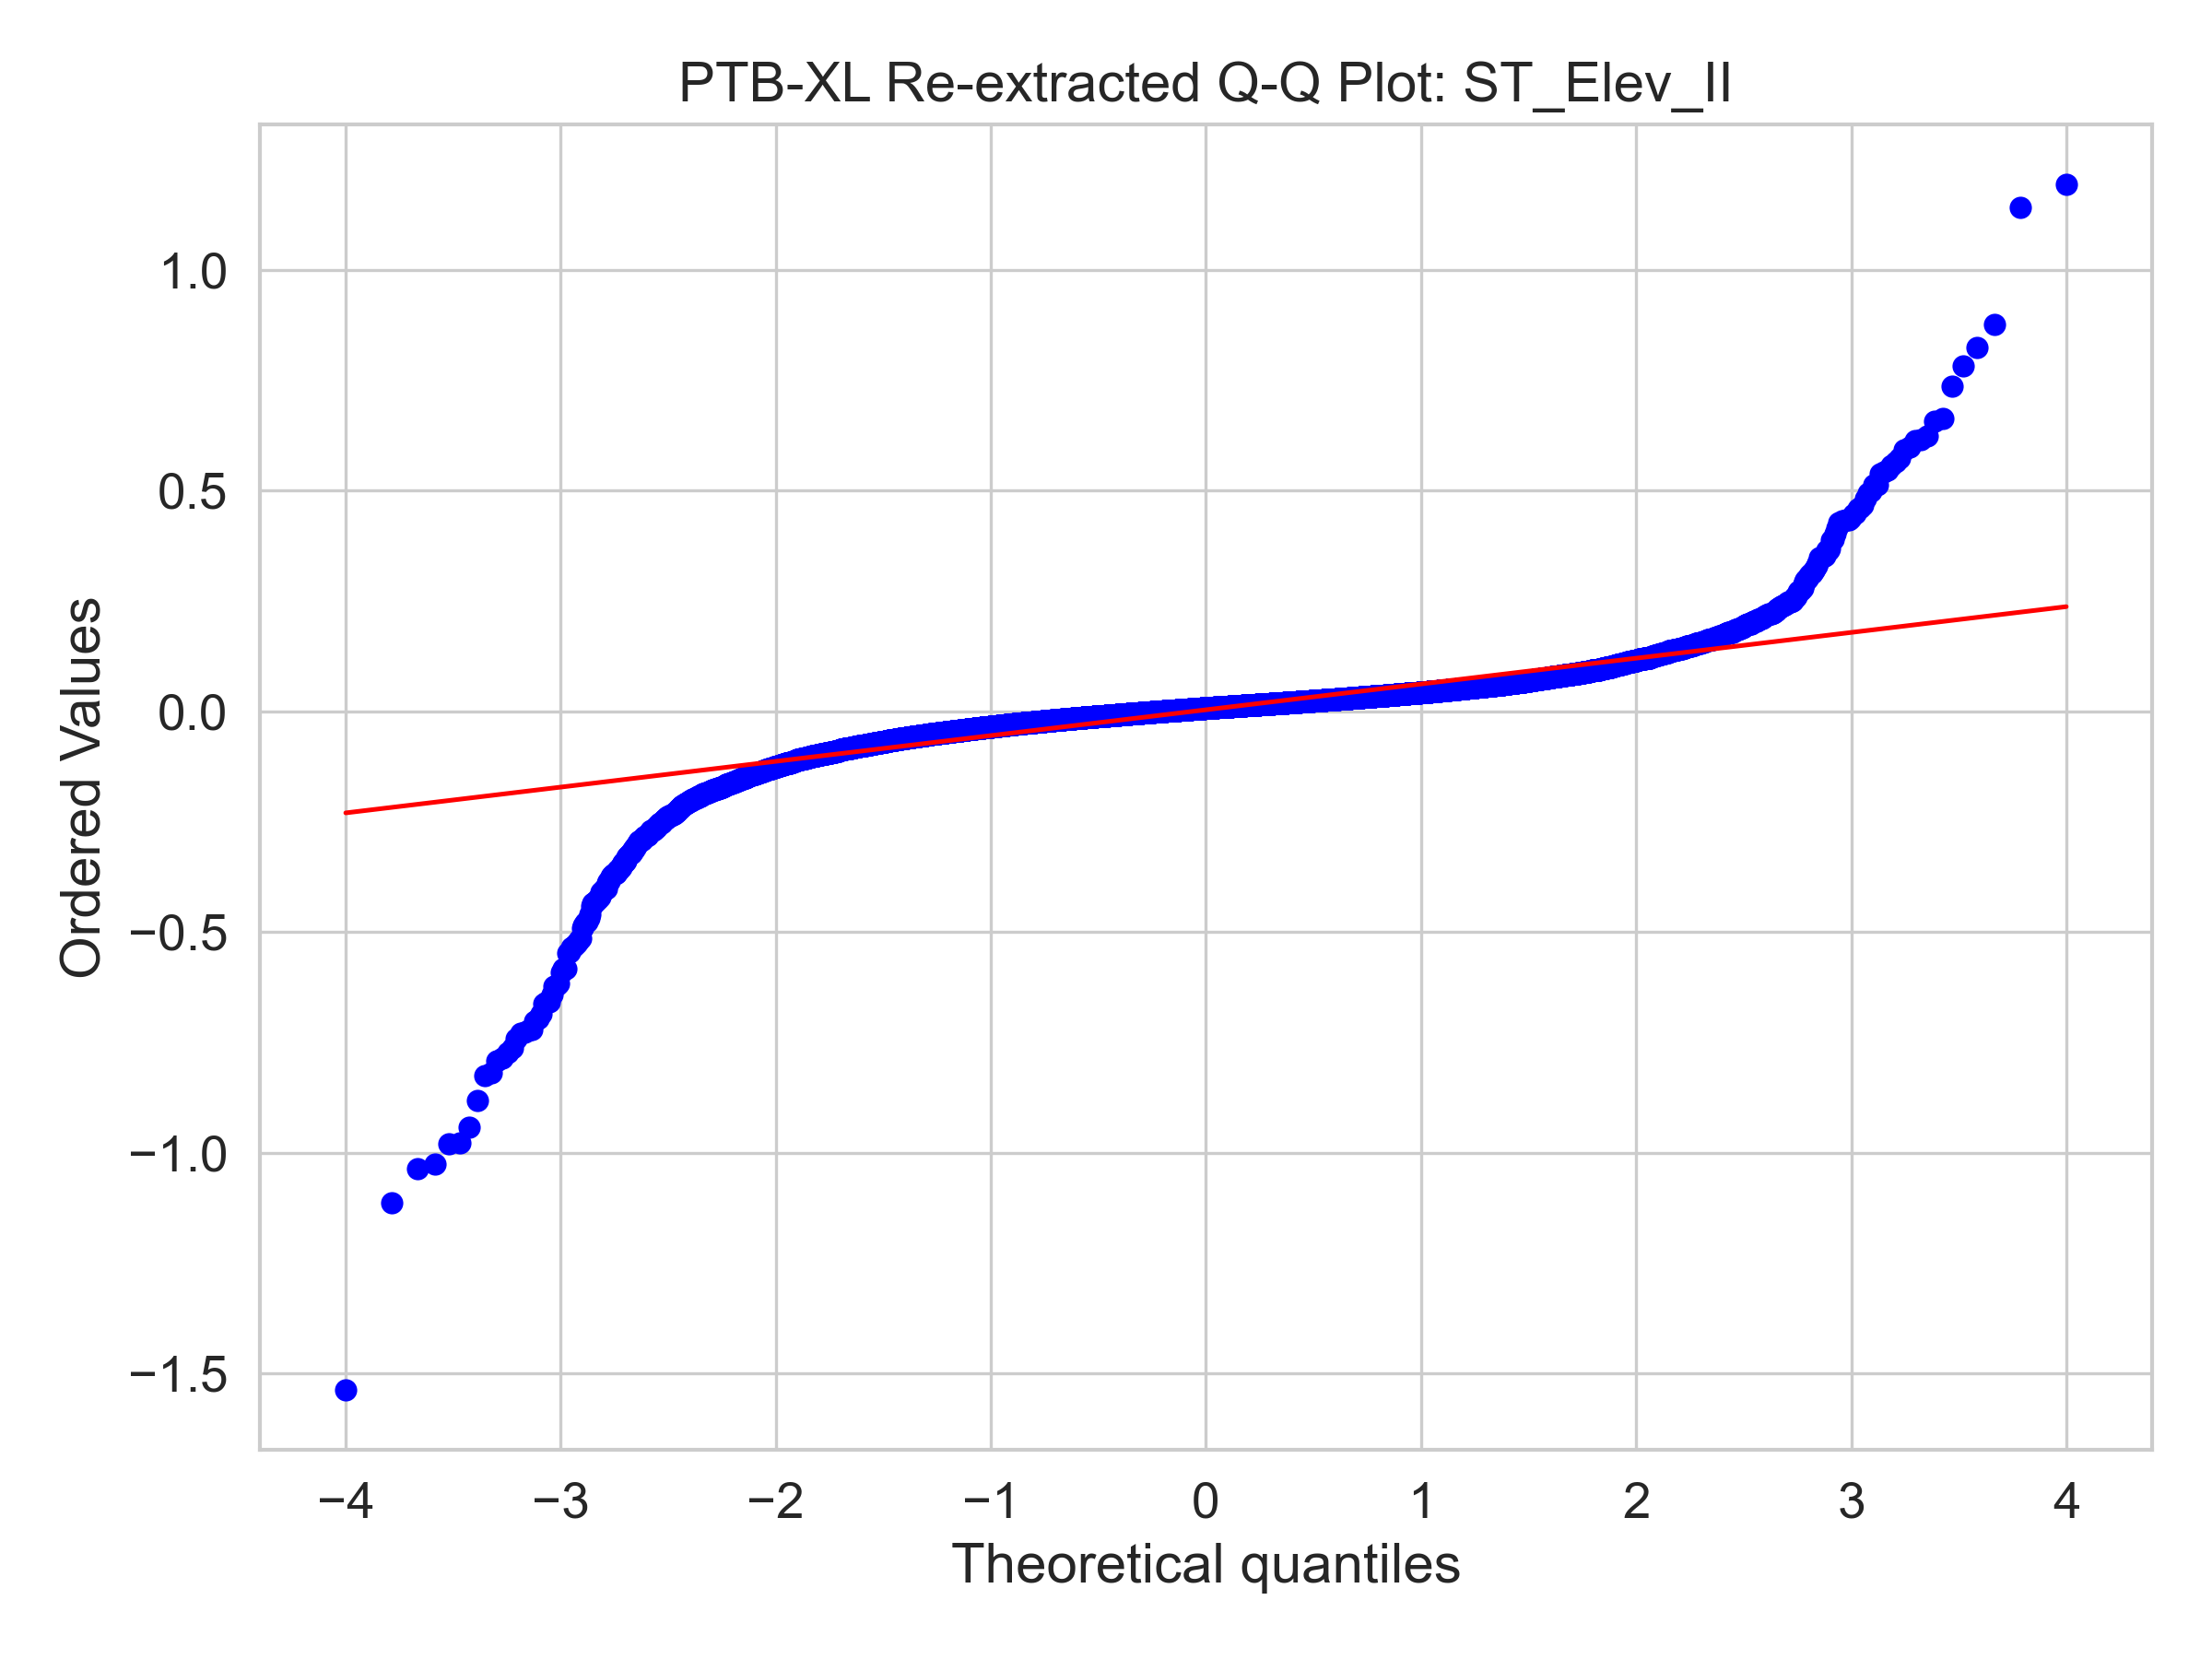 PTB-XL Re-extracted Q-Q Plot: ST_Elev_II
1.0
0.5
0.0
−0.5
−1.0
−1.5
Ordered Values
−4 −3 −2 −1 0 1 2 3 4
Theoretical quantiles